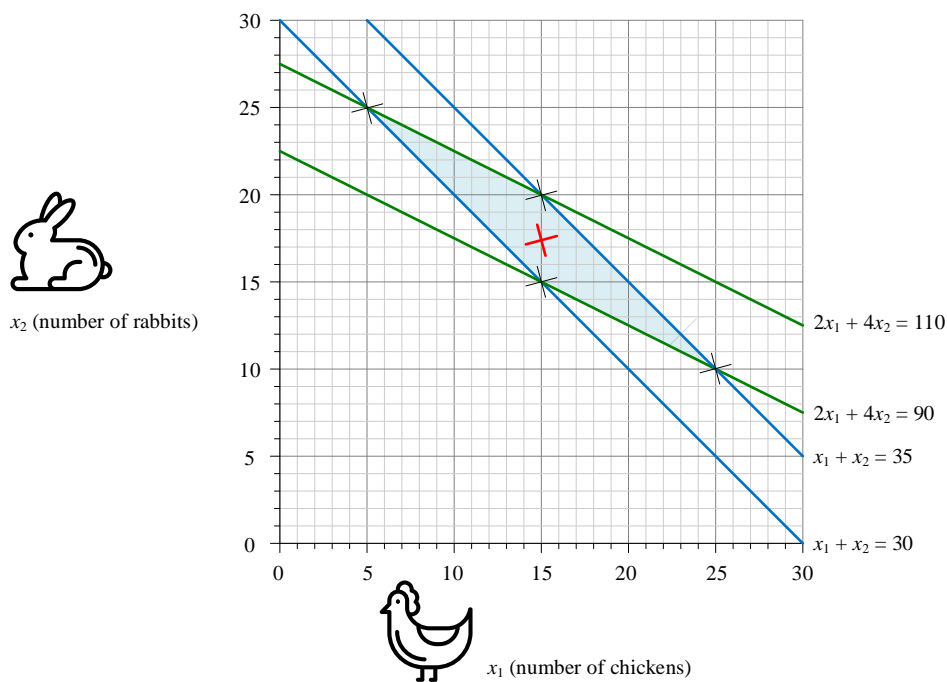 30
25
20
15
10
5
0
0 5 10 15 20 25 30
x₂ (number of rabbits)
2x₁ + 4x₂ = 110
2x₁ + 4x₂ = 90
x₁ + x₂ = 35
x₁ + x₂ = 30
x₁ (number of chickens)